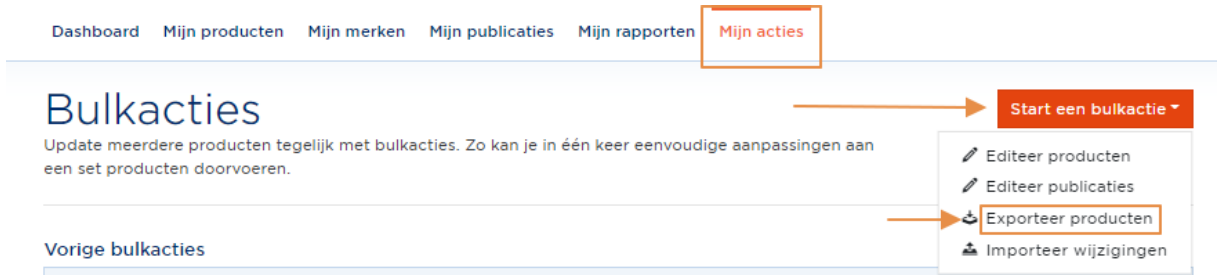 Dashboard Mijn producten Mijn merken Mijn publicaties Mijn rapporten Mijn acties
Bulkacties
Start een bulkactie
Update meerdere producten tegelijk met bulkacties. Zo kan je in één keer eenvoudige aanpassingen aan
een set producten doorvoeren.
Editeer producten
Editeer publicaties
Exporteer producten
Importeer wijzigingen
Vorige bulkacties